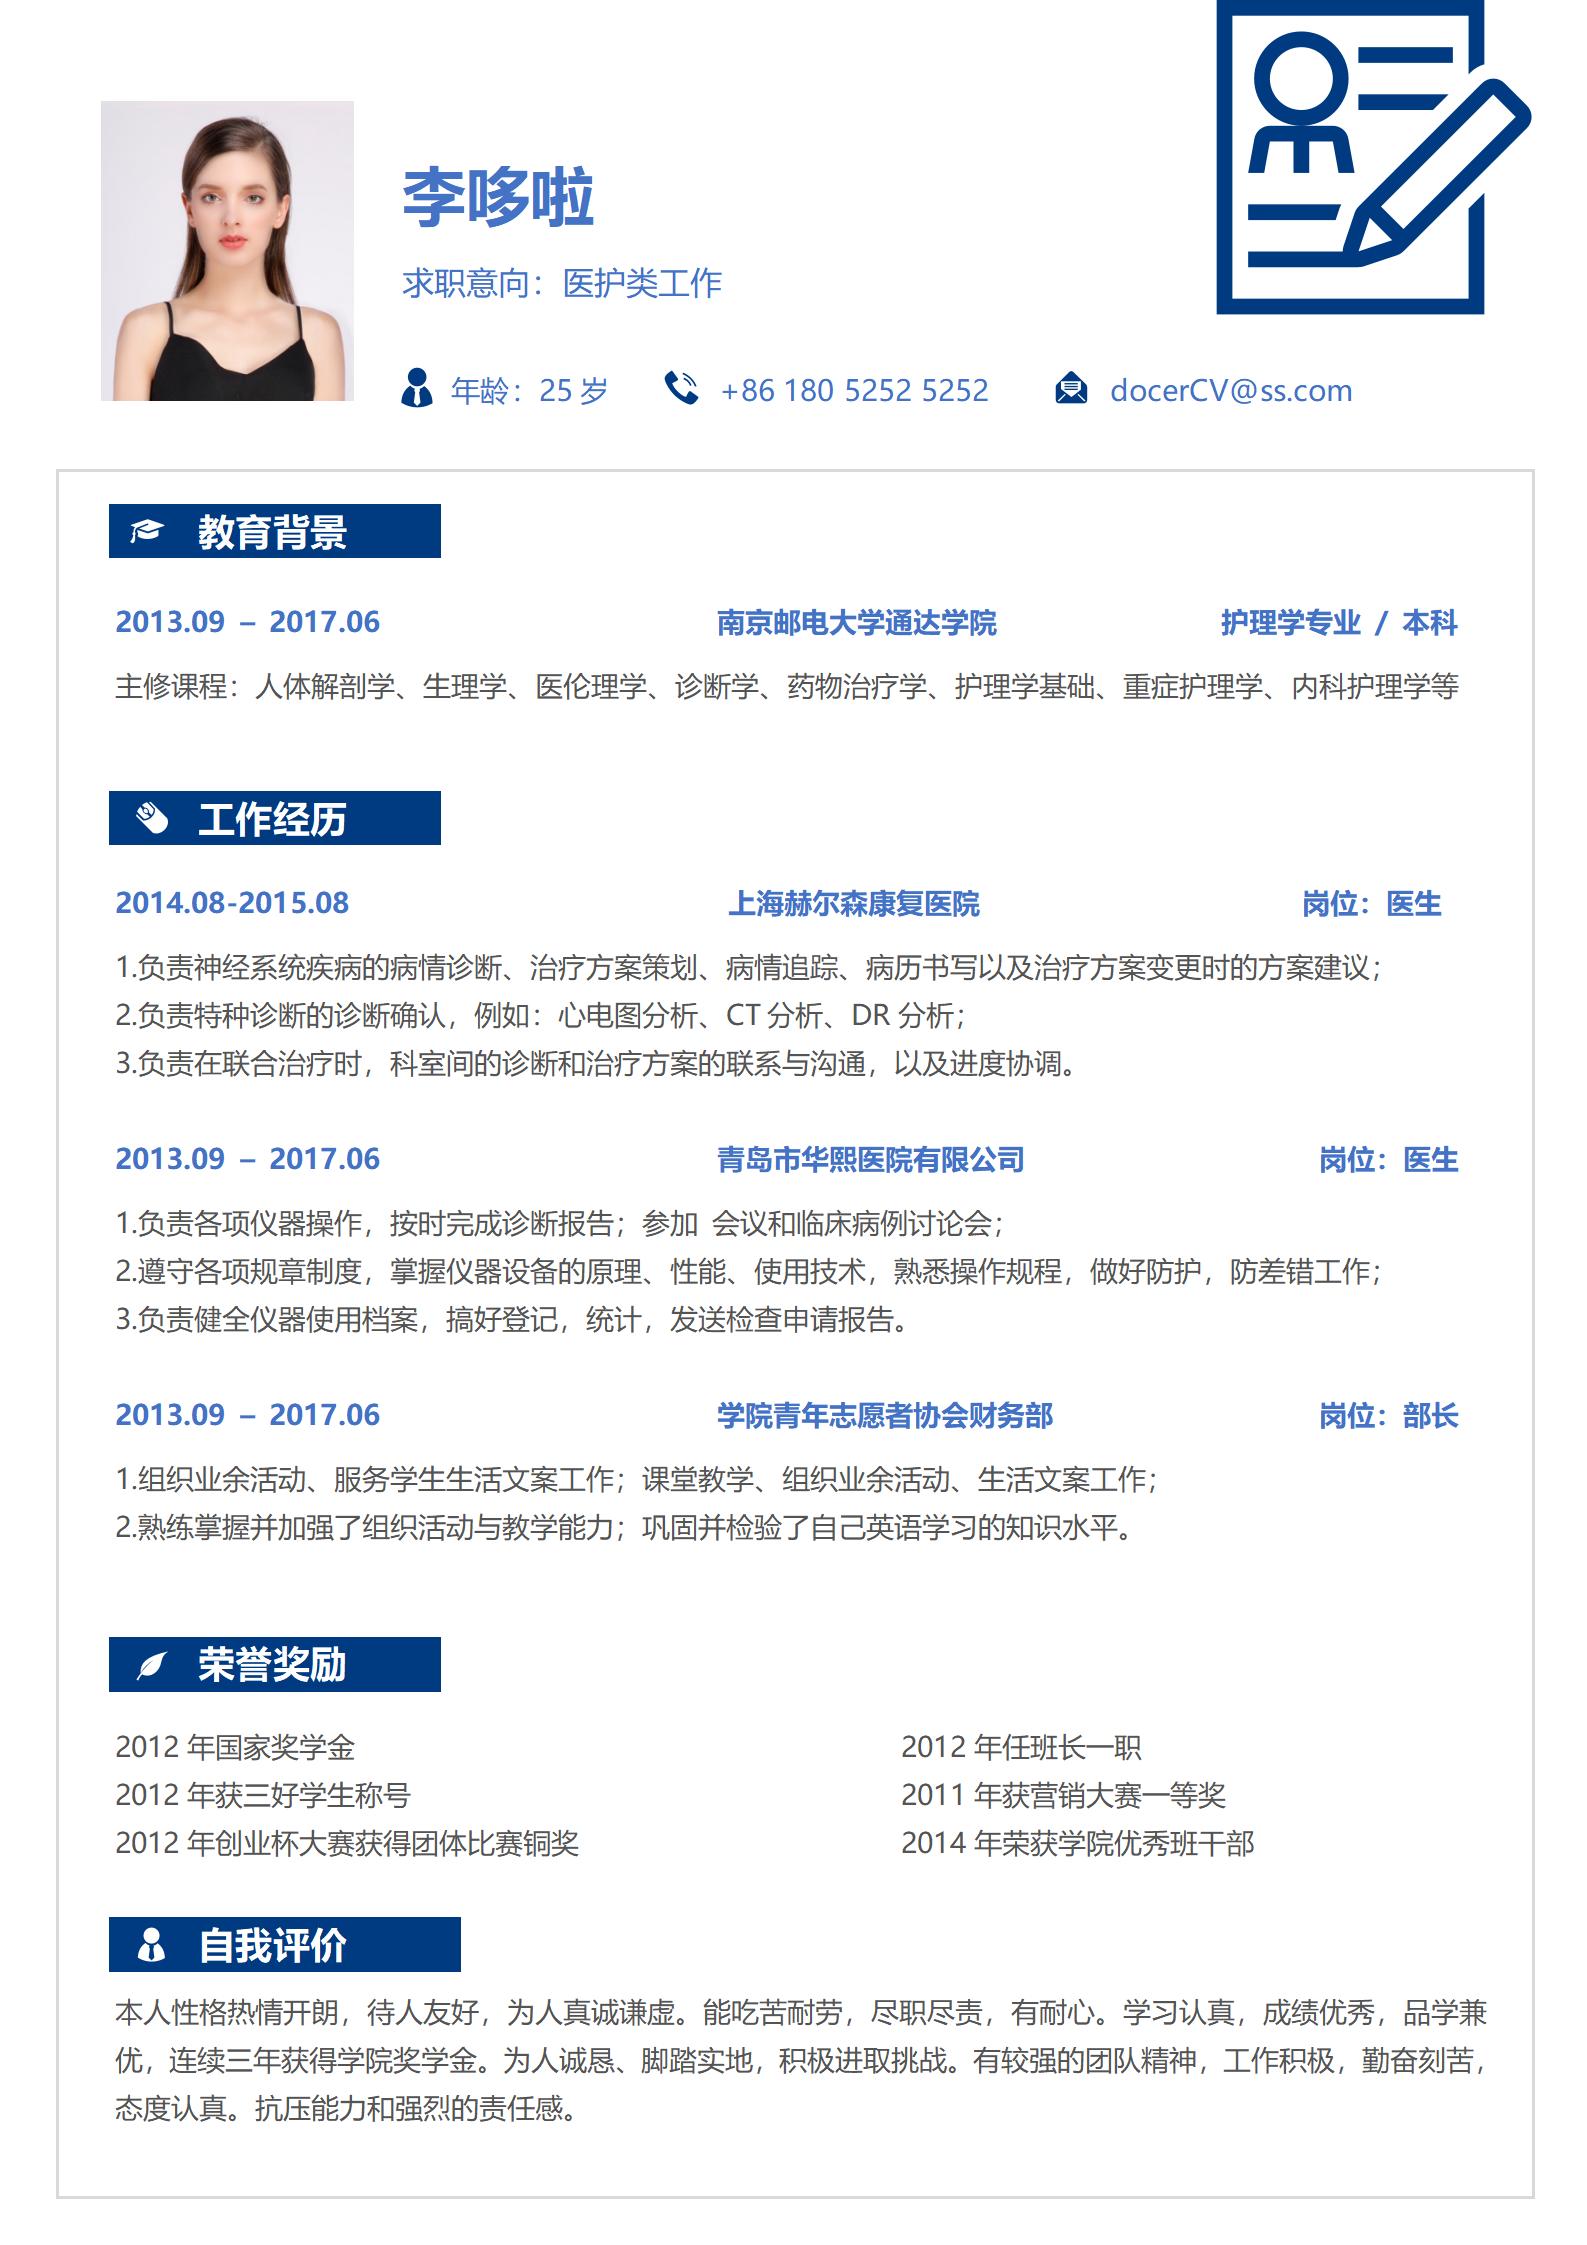 李哆啦
求职意向：医护类工作
年龄：25 岁 +86 180 5252 5252 docerCV@ss.com
教育背景
2013.09 – 2017.06 南京邮电大学通达学院 护理学专业 / 本科
主修课程：人体解剖学、生理学、医伦理学、诊断学、药物治疗学、护理学基础、重症护理学、内科护理学等
工作经历
2014.08-2015.08 上海赫尔森康复医院 岗位：医生
1.负责神经系统疾病的病情诊断、治疗方案策划、病情追踪、病历书写以及治疗方案变更时的方案建议；
2.负责特种诊断的诊断确认，例如：心电图分析、CT 分析、DR 分析；
3.负责在联合治疗时，科室间的诊断和治疗方案的联系与沟通，以及进度协调。
2013.09 – 2017.06 青岛市华熙医院有限公司 岗位：医生
1.负责各项仪器操作，按时完成诊断报告；参加 会议和临床病例讨论会；
2.遵守各项规章制度，掌握仪器设备的原理、性能、使用技术，熟悉操作规程，做好防护，防差错工作；
3.负责健全仪器使用档案，搞好登记，统计，发送检查申请报告。
2013.09 – 2017.06 学院青年志愿者协会财务部 岗位：部长
1.组织业余活动、服务学生生活文案工作；课堂教学、组织业余活动、生活文案工作；
2.熟练掌握并加强了组织活动与教学能力；巩固并检验了自己英语学习的知识水平。
荣誉奖励
2012 年国家奖学金 2012 年任班长一职
2012 年获三好学生称号 2011 年获营销大赛一等奖
2012 年创业杯大赛获得团体比赛铜奖 2014 年荣获学院优秀班干部
自我评价
本人性格热情开朗，待人友好，为人真诚谦虚。能吃苦耐劳，尽职尽责，有耐心。学习认真，成绩优秀，品学兼
优，连续三年获得学院奖学金。为人诚恳、脚踏实地，积极进取挑战。有较强的团队精神，工作积极，勤奋刻苦，
态度认真。抗压能力和强烈的责任感。